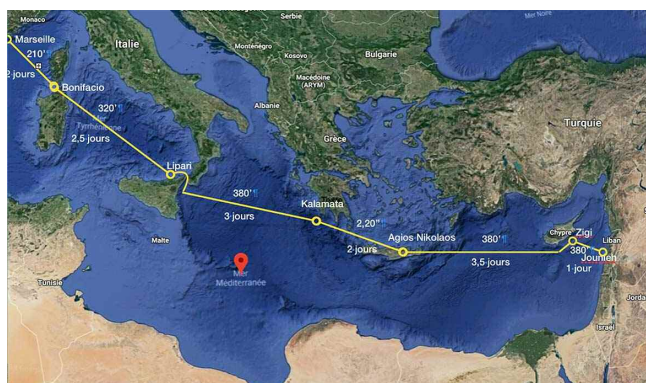 Monaco
Marseille
210'¶
2·jours
Bonifacio
Italie
320'¶
Mer
Tyrrhénienne
2,5·jours
Lipari
Serbie
Monténégro
Kosovo
Bulgarie
Macédoine
(ARYM)
Albanie
Grèce
Mer Noire
Turquie
380'¶
3·jours
Kalamata
2,20"¶
2·jours
Agios·Nikolaos
380'¶
3,5·jours
Chypre
Zigi
Liban
380'¶
Jounieh
1·jour
Malte
Mer
Méditerranée
Tunisie
Israël
Jorda